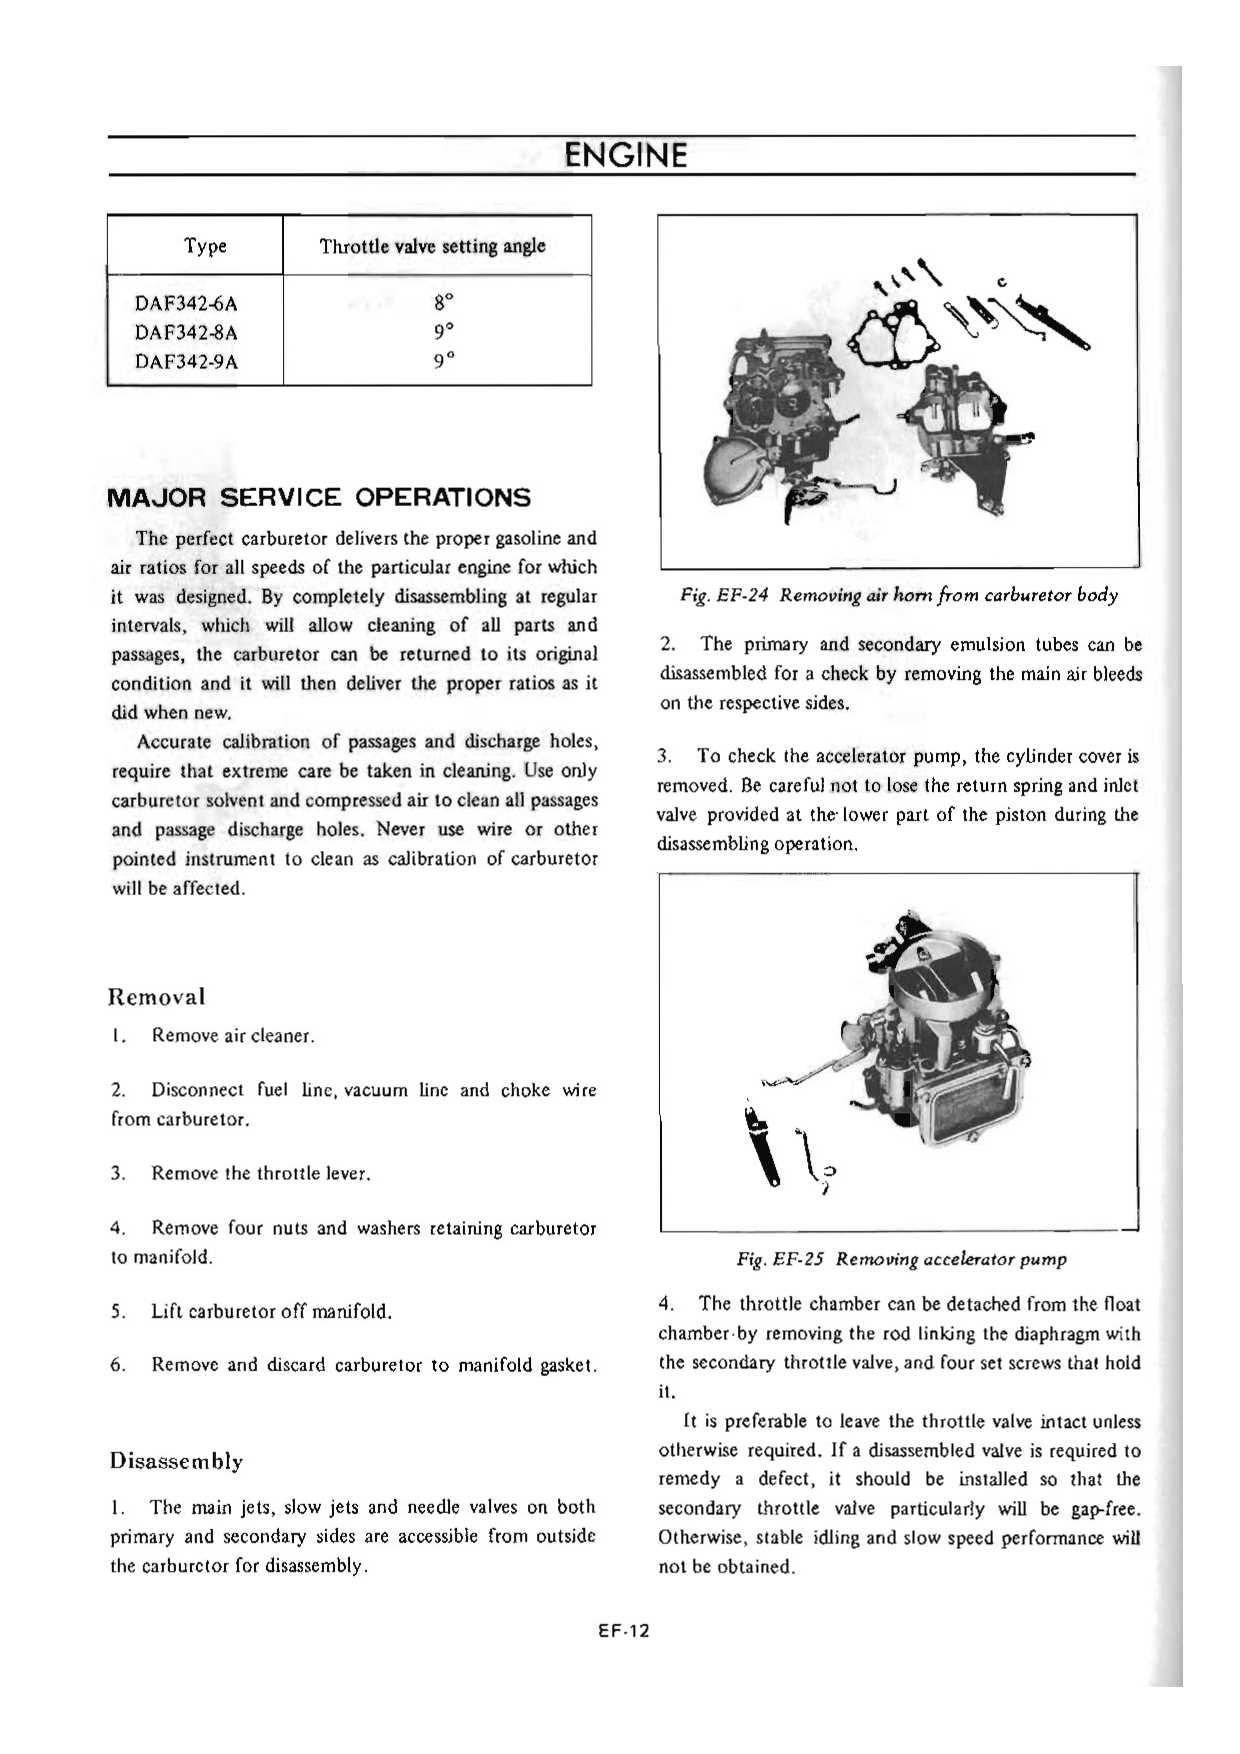 ENGINE
Type Throttle valve setting angle
DAF342-6A 8°
DAF342-8A 9°
DAF342-9A 9°
MAJOR SERVICE OPERATIONS
The perfect carburetor delivers the proper gasoline and
air ratios for all speeds of the particular engine for which
it was designed. By completely disassembling at regular
intervals, which will allow cleaning of all parts and
passages, the carburetor can be returned to its original
condition and it will then deliver the proper ratios as it
did when new.
Accurate calibration of passages and discharge holes,
require that extreme care be taken in cleaning. Use only
carburetor solvent and compressed air to clean all passages
and passage discharge holes. Never use wire or other
pointed instrument to clean as calibration of carburetor
will be affected.
Removal
1. Remove air cleaner.
2. Disconnect fuel line, vacuum line and choke wire
from carburetor.
3. Remove the throttle lever.
4. Remove four nuts and washers retaining carburetor
to manifold.
5. Lift carburetor off manifold.
6. Remove and discard carburetor to manifold gasket.
Disassembly
1. The main jets, slow jets and needle valves on both
primary and secondary sides are accessible from outside
the carburetor for disassembly.
Fig. EF-24 Removing air horn from carburetor body
2. The primary and secondary emulsion tubes can be
disassembled for a check by removing the main air bleeds
on the respective sides.
3. To check the accelerator pump, the cylinder cover is
removed. Be careful not to lose the return spring and inlet
valve provided at the lower part of the piston during the
disassembling operation.
Fig. EF-25 Removing accelerator pump
4. The throttle chamber can be detached from the float
chamber by removing the rod linking the diaphragm with
the secondary throttle valve, and four set screws that hold
it.
It is preferable to leave the throttle valve intact unless
otherwise required. If a disassembled valve is required to
remedy a defect, it should be installed so that the
secondary throttle valve particularly will be gap-free.
Otherwise, stable idling and slow speed performance will
not be obtained.
EF-12